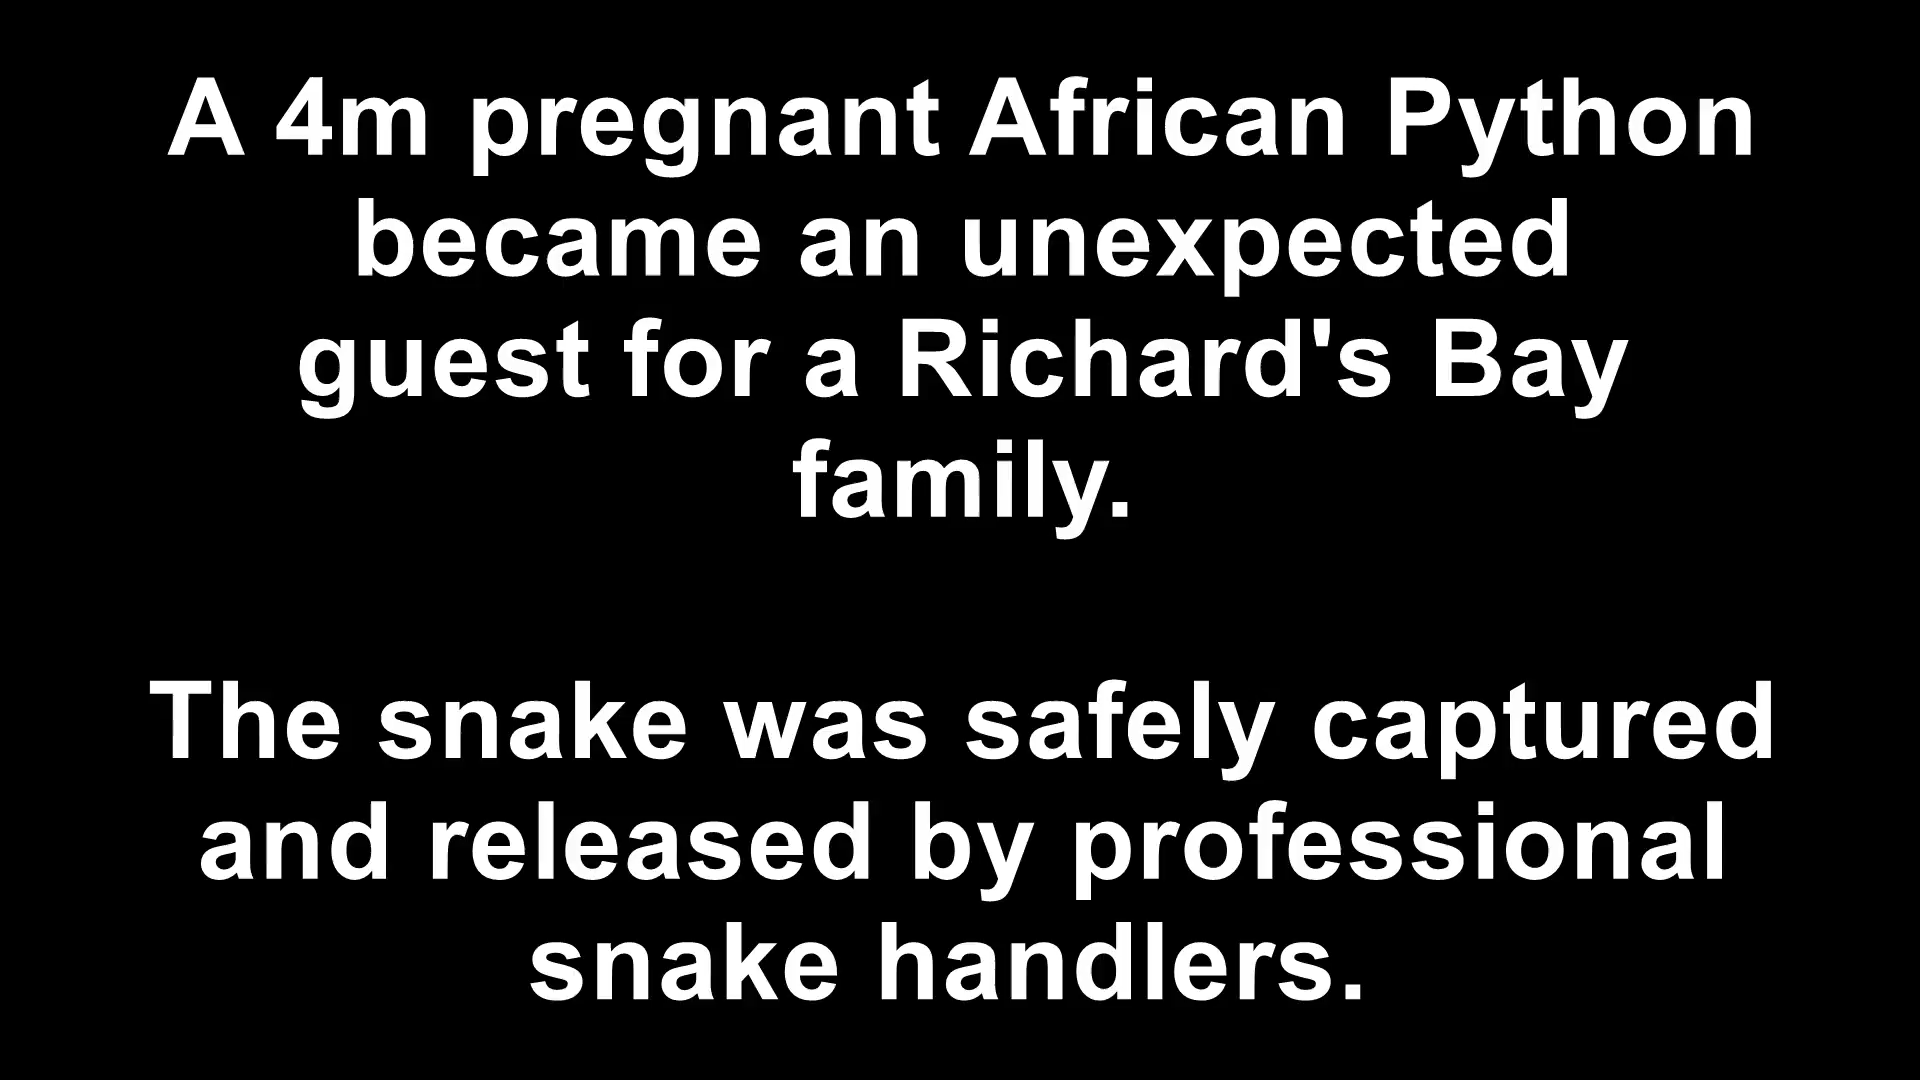 A 4m pregnant African Python
became an unexpected
guest for a Richard's Bay
family.
The snake was safely captured
and released by professional
snake handlers.